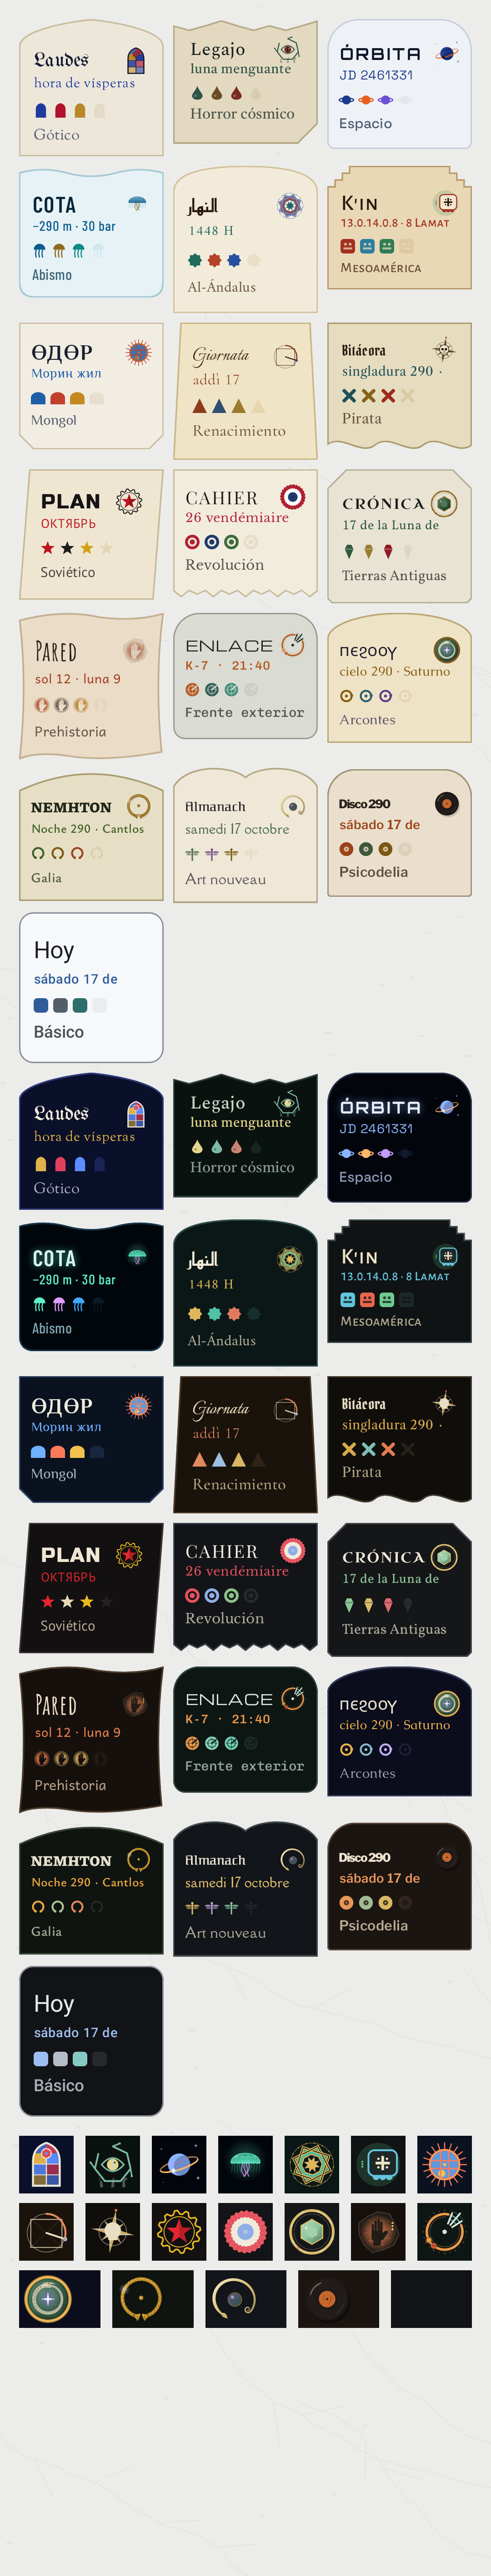 Laudes
hora de vísperas
Gótico
Legajo
luna menguante
Horror cósmico
ÓRBITA
JD 2461331
Espacio
COTA
−290 m · 30 bar
Abismo
النهار
1448 H
Al-Ándalus
K'IN
13.0.14.0.8 · 8 LAMAT
MESOAMÉRICA
ӨДӨР
Морин жил
Mongol
Giornata
addì 17
Renacimiento
Bitácora
singladura 290 ·
Pirata
PLAN
ОКТЯБРЬ
Soviético
CAHIER
26 vendémiaire
Revolución
CRÓNICA
17 de la Luna de
Tierras Antiguas
PARED
sol 12 · luna 9
Prehistoria
ENLACE
K-7 · 21:40
Frente exterior
ⲡⲉϩⲟⲟⲩ
cielo 290 · Saturno
Arcontes
NEMHTON
Noche 290 · Cantlos
Galia
Almanach
samedi 17 octobre
Art nouveau
Disco 290
sábado 17 de
Psicodelia
Hoy
sábado 17 de
Básico
Laudes
hora de vísperas
Gótico
Legajo
luna menguante
Horror cósmico
ÓRBITA
JD 2461331
Espacio
COTA
−290 m · 30 bar
Abismo
النهار
1448 H
Al-Ándalus
K'IN
13.0.14.0.8 · 8 LAMAT
MESOAMÉRICA
ӨДӨР
Морин жил
Mongol
Giornata
addì 17
Renacimiento
Bitácora
singladura 290 ·
Pirata
PLAN
ОКТЯБРЬ
Soviético
CAHIER
26 vendémiaire
Revolución
CRÓNICA
17 de la Luna de
Tierras Antiguas
PARED
sol 12 · luna 9
Prehistoria
ENLACE
K-7 · 21:40
Frente exterior
ⲡⲉϩⲟⲟⲩ
cielo 290 · Saturno
Arcontes
NEMHTON
Noche 290 · Cantlos
Galia
Almanach
samedi 17 octobre
Art nouveau
Disco 290
sábado 17 de
Psicodelia
Hoy
sábado 17 de
Básico